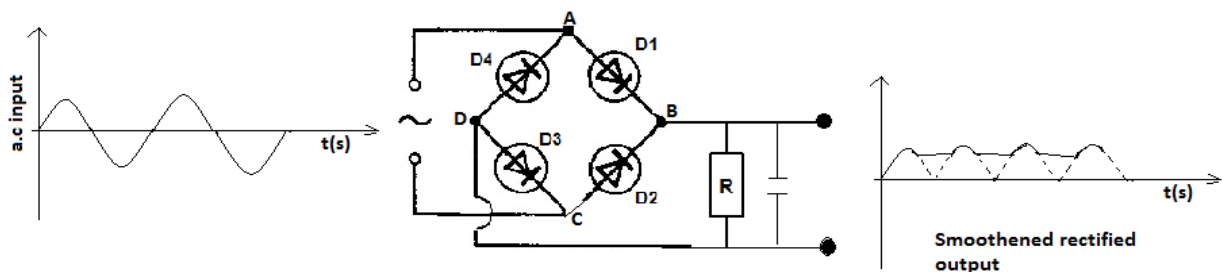 a.c input
t(s)
A
D4
D1
D
B
D3
D2
C
R
t(s)
Smoothened rectified
output